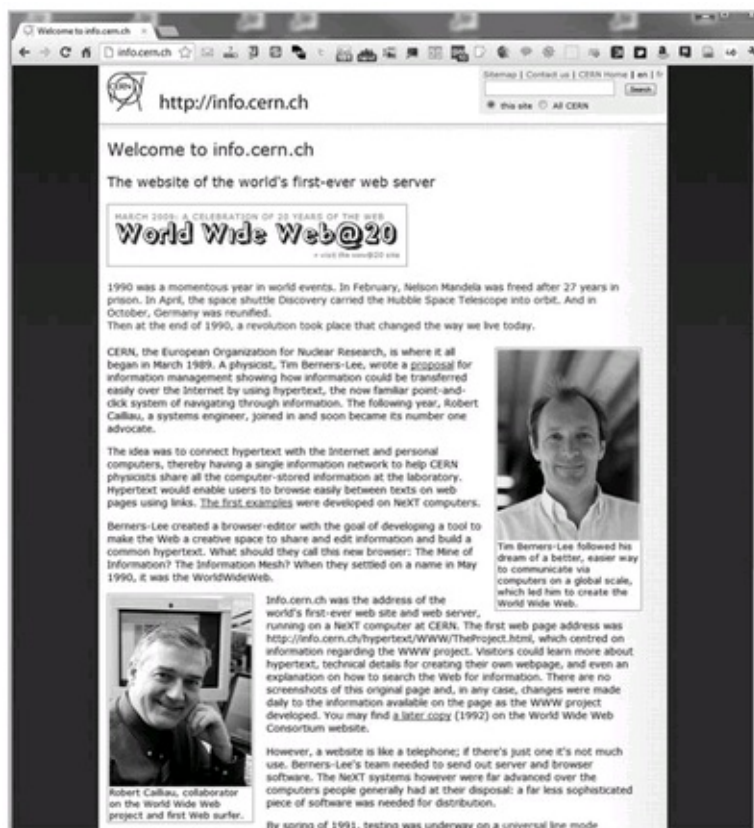 Welcome to info.cern.ch
info.cern.ch
Sitemap | Contact us | CERN Home | en | fr
CERN
http://info.cern.ch
Search
this site All CERN
Welcome to info.cern.ch
The website of the world's first-ever web server
MARCH 2009: A CELEBRATION OF 20 YEARS OF THE WEB
World Wide Web@20
» visit the new@20 site
1990 was a momentous year in world events. In February, Nelson Mandela was freed after 27 years in
prison. In April, the space shuttle Discovery carried the Hubble Space Telescope into orbit. And in
October, Germany was reunified.
Then at the end of 1990, a revolution took place that changed the way we live today.
CERN, the European Organization for Nuclear Research, is where it all
began in March 1989. A physicist, Tim Berners-Lee, wrote a proposal for
information management showing how information could be transferred
easily over the Internet by using hypertext, the now familiar point-and-
click system of navigating through information. The following year, Robert
Cailliau, a systems engineer, joined in and soon became its number one
advocate.
The idea was to connect hypertext with the Internet and personal
computers, thereby having a single information network to help CERN
physicists share all the computer-stored information at the laboratory.
Hypertext would enable users to browse easily between texts on web
pages using links. The first examples were developed on NeXT computers.
Berners-Lee created a browser-editor with the goal of developing a tool to
make the Web a creative space to share and edit information and build a
common hypertext. What should they call this new browser: The Mine of
Information? The Information Mesh? When they settled on a name in May
1990, it was the WorldWideWeb.
Tim Berners-Lee followed his
dream of a better, easier way
to communicate via
computers on a global scale,
which led him to create the
World Wide Web.
Info.cern.ch was the address of the
world's first-ever web site and web server,
running on a NeXT computer at CERN. The first web page address was
http://info.cern.ch/hypertext/WWW/TheProject.html, which centred on
information regarding the WWW project. Visitors could learn more about
hypertext, technical details for creating their own webpage, and even an
explanation on how to search the Web for information. There are no
screenshots of this original page and, in any case, changes were made
daily to the information available on the page as the WWW project
developed. You may find a later copy (1992) on the World Wide Web
Consortium website.
However, a website is like a telephone; if there's just one it's not much
use. Berners-Lee's team needed to send out server and browser
software. The NeXT systems however were far advanced over the
computers people generally had at their disposal: a far less sophisticated
piece of software was needed for distribution.
Robert Cailliau, collaborator
on the World Wide Web
project and first Web surfer.
By spring of 1991, testing was underway on a universal line mode